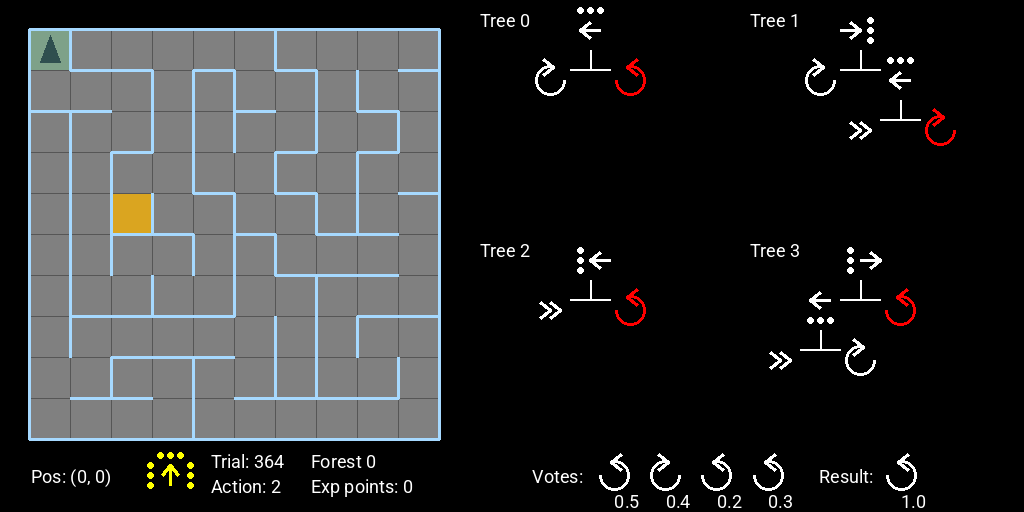 Tree 0
Tree 1
Tree 2
Tree 3
Pos: (0, 0)
Trial: 364
Forest 0
Action: 2
Exp points: 0
Votes:
0.5
0.4
0.2
0.3
Result:
1.0